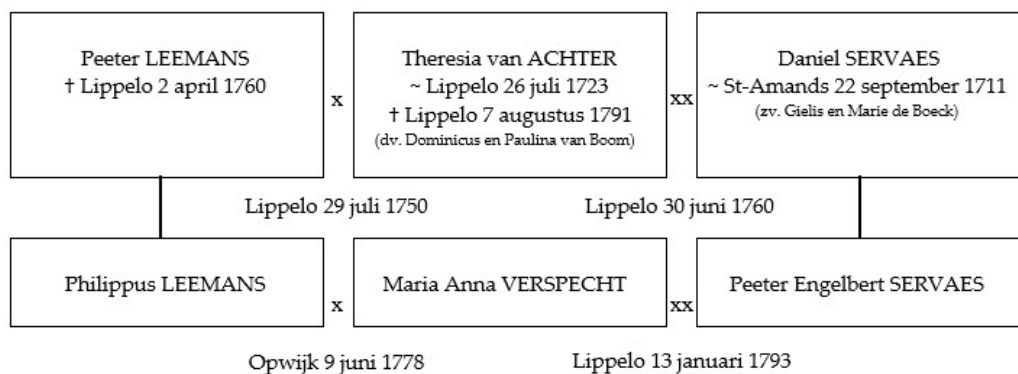 Peeter LEEMANS
† Lippelo 2 april 1760
x
Theresia van ACHTER
~ Lippelo 26 juli 1723
† Lippelo 7 augustus 1791
(dv. Dominicus en Paulina van Boom)
xx
Daniel SERVAES
~ St-Amands 22 september 1711
(zv. Gielis en Marie de Boeck)
Lippelo 29 juli 1750
Lippelo 30 juni 1760
Philippus LEEMANS
x
Maria Anna VERSPECHT
xx
Peeter Engelbert SERVAES
Opwijk 9 juni 1778
Lippelo 13 januari 1793